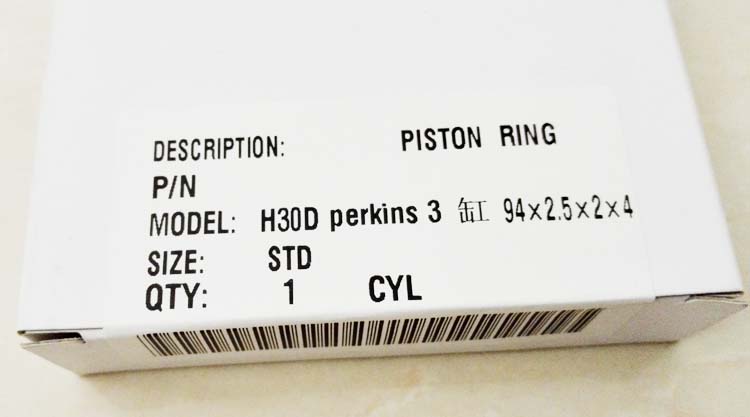 DESCRIPTION: PISTON RING
P/N
MODEL: H30D perkins 3 缸 94×2.5×2×4
SIZE: STD
QTY: 1 CYL